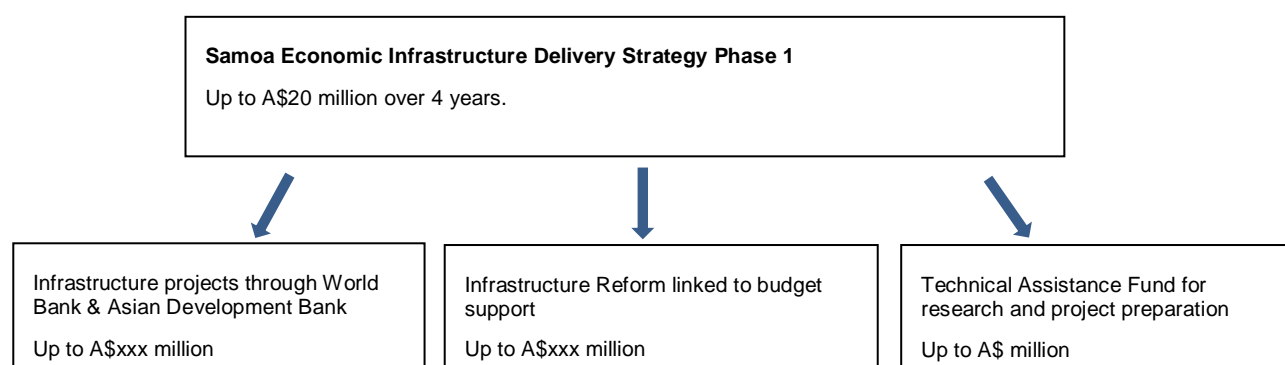 Samoa Economic Infrastructure Delivery Strategy Phase 1
Up to A$20 million over 4 years.
Infrastructure projects through World
Bank & Asian Development Bank
Up to A$xxx million
Infrastructure Reform linked to budget
support
Up to A$xxx million
Technical Assistance Fund for
research and project preparation
Up to A$ million